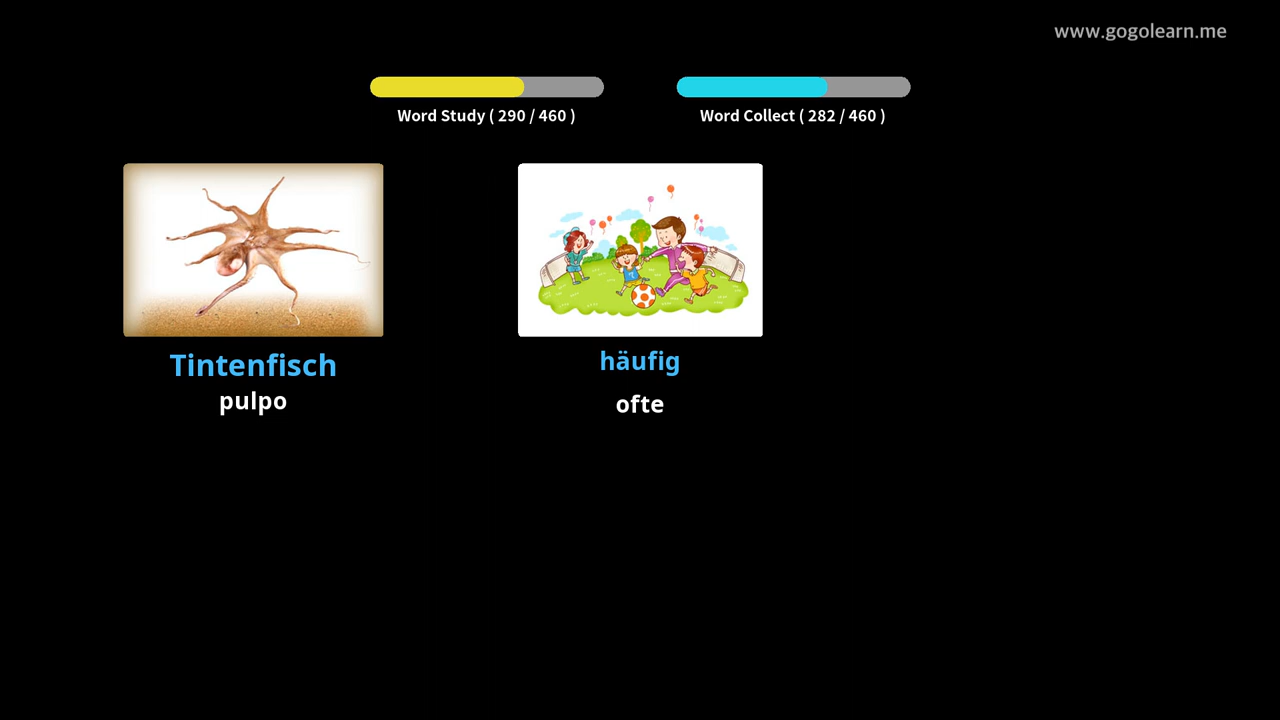 www.gogolearn.me
Word Study ( 290 / 460 )
Word Collect ( 282 / 460 )
Tintenfisch
pulpo
häufig
ofte